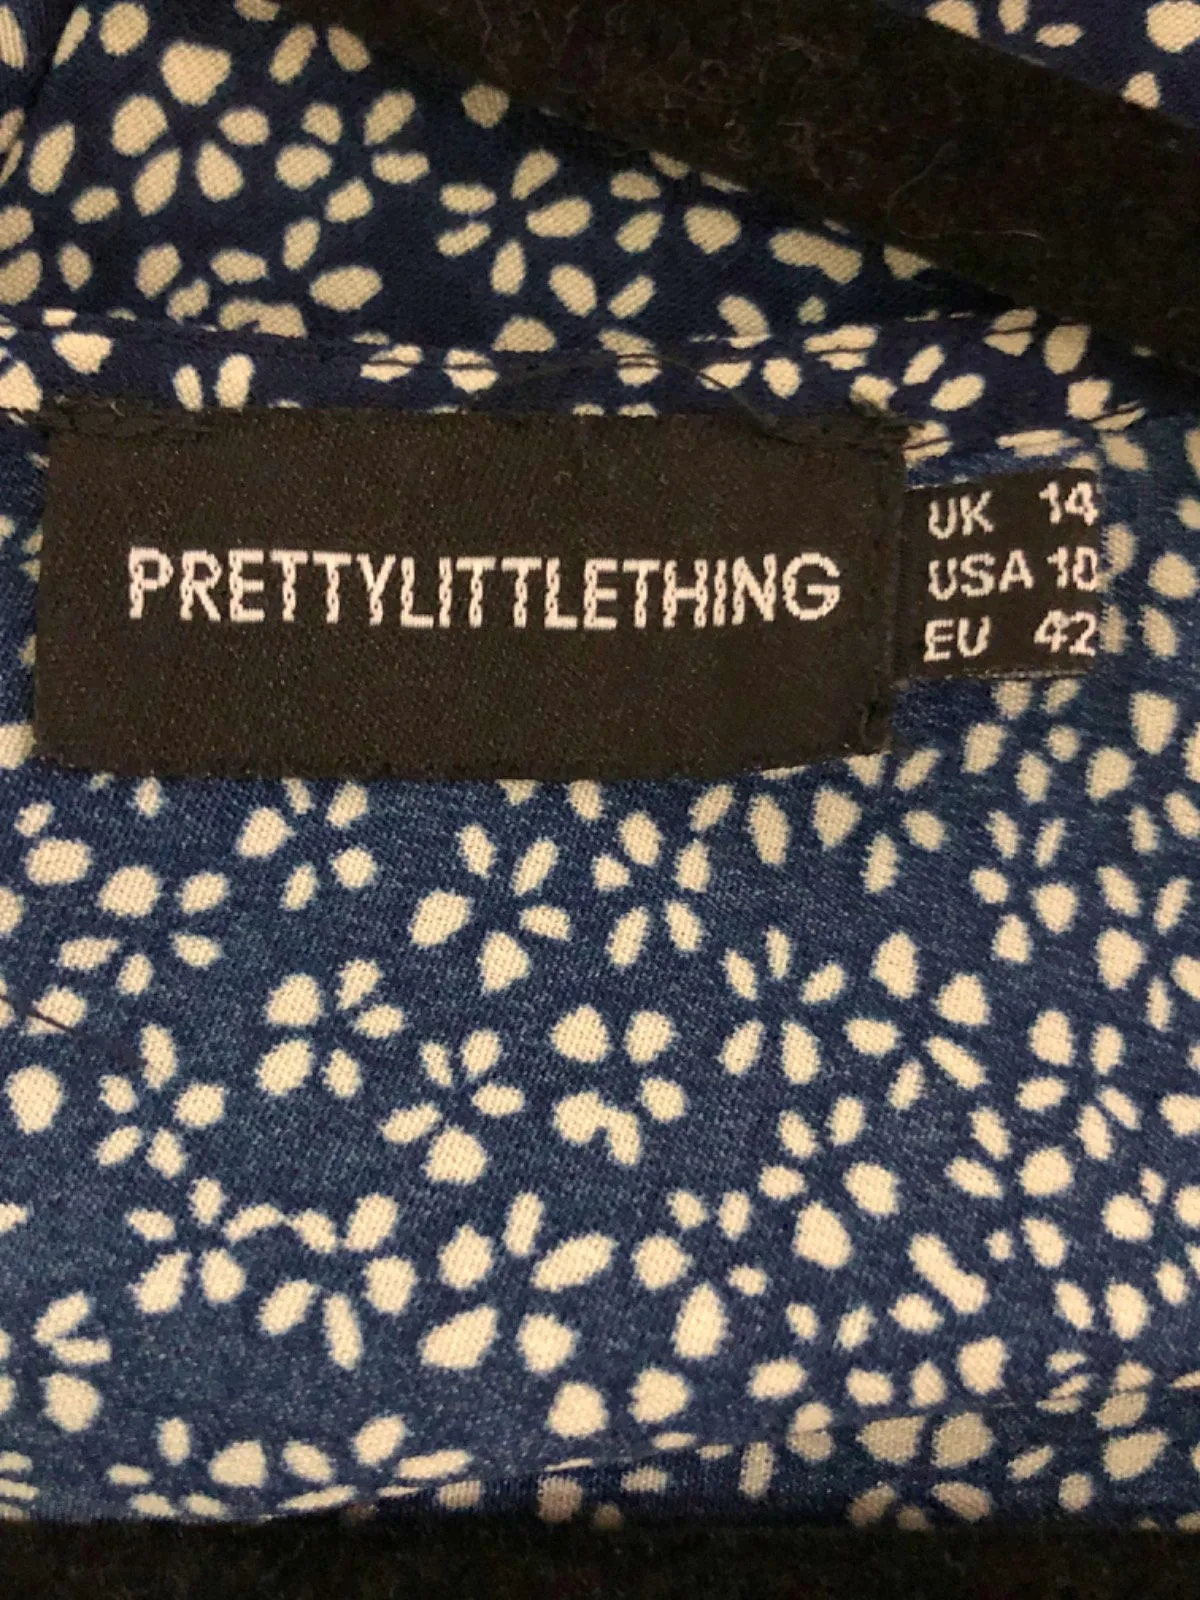 PRETTYLITTLETHING
UK 14
USA 10
EU 42